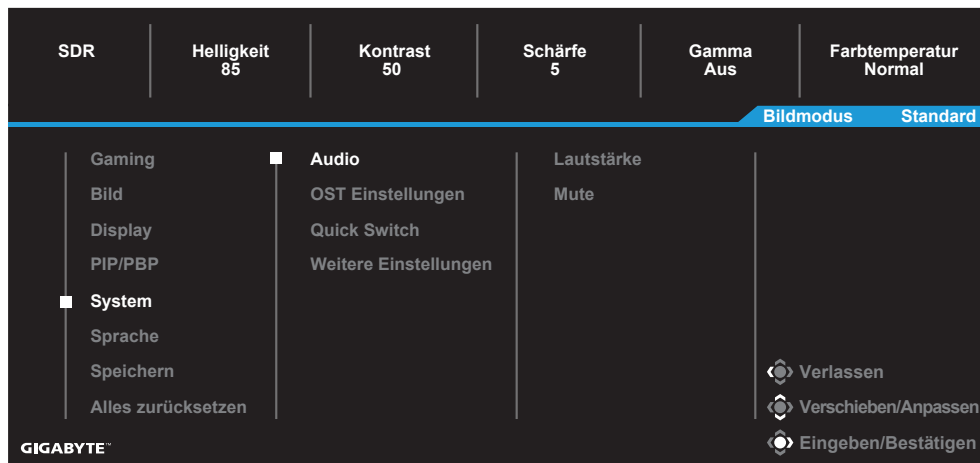 SDR
Helligkeit
85
Kontrast
50
Schärfe
5
Gamma
Aus
Farbtemperatur
Normal
Bildmodus Standard
Gaming
Bild
Display
PIP/PBP
System
Sprache
Speichern
Alles zurücksetzen
Audio
OST Einstellungen
Quick Switch
Weitere Einstellungen
Lautstärke
Mute
Verlassen
Verschieben/Anpassen
Eingeben/Bestätigen
GIGABYTE™